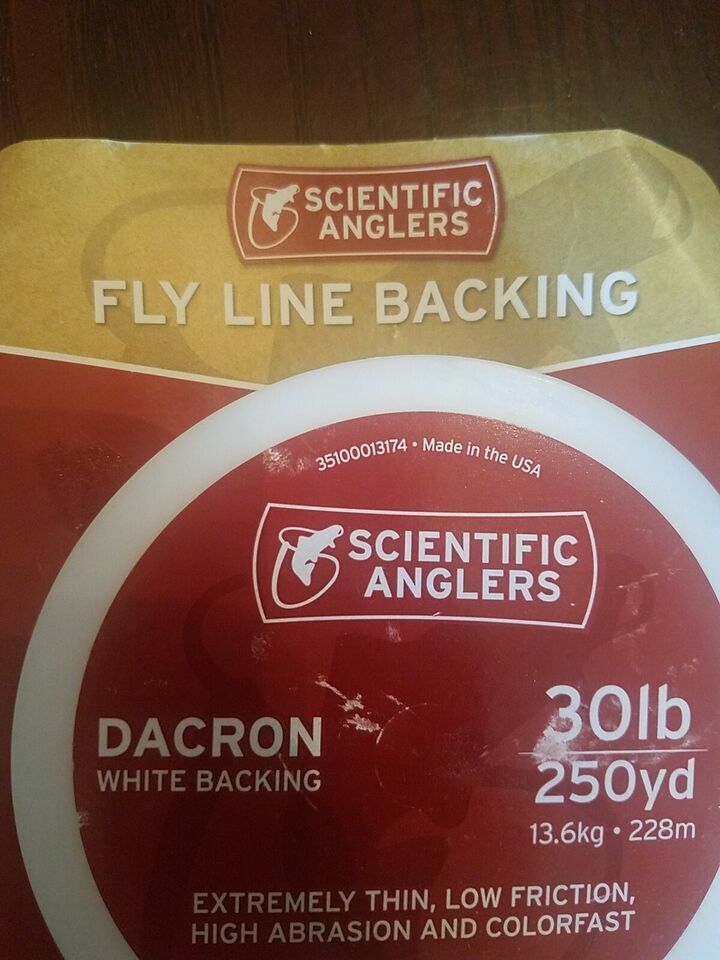 SCIENTIFIC
ANGLERS
FLY LINE BACKING
35100013174 • Made in the USA
SCIENTIFIC
ANGLERS
DACRON
WHITE BACKING
30lb
250yd
13.6kg • 228m
EXTREMELY THIN, LOW FRICTION,
HIGH ABRASION AND COLORFAST